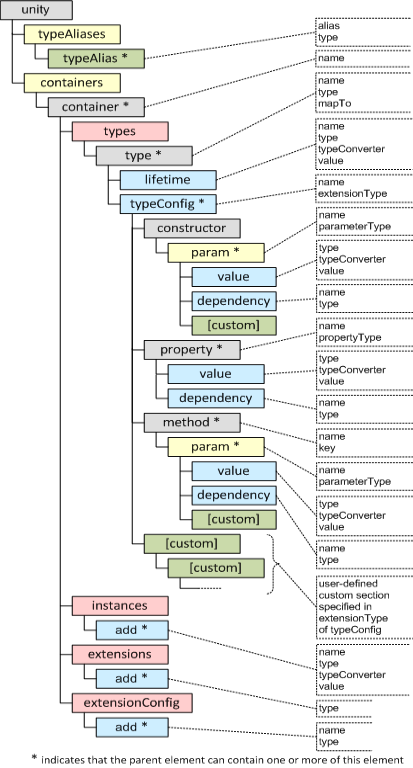 unity
typeAliases
alias
type
typeAlias *
containers
name
container *
name
type
mapTo
types
type *
name
type
typeConverter
value
lifetime
typeConfig *
name
extensionType
constructor
name
parameterType
param *
type
typeConverter
value
value
dependency
name
type
[custom]
name
propertyType
property *
type
typeConverter
value
value
dependency
name
type
method *
name
key
param *
name
parameterType
value
type
typeConverter
value
dependency
[custom]
name
type
[custom]
[custom]
user-defined
custom section
specified in
extensionType
of typeConfig
instances
add *
name
type
typeConverter
value
extensions
add *
type
extensionConfig
add *
name
type
* indicates that the parent element can contain one or more of this element